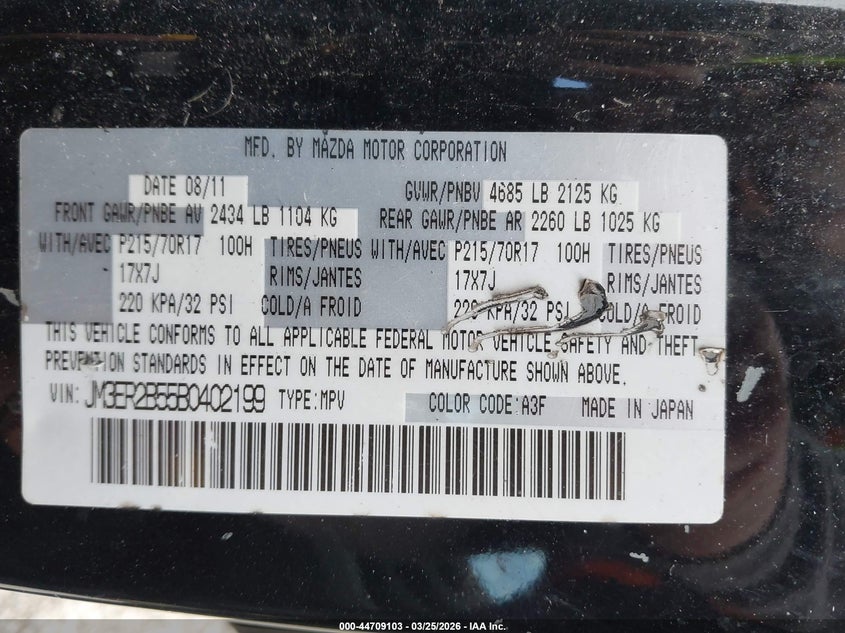 MFD. BY MAZDA MOTOR CORPORATION
DATE 08/11 GVWR/PNBV 4685 LB 2125 KG
FRONT GAWR/PNBE AV 2434 LB 1104 KG REAR GAWR/PNBE AR 2260 LB 1025 KG
WITH/AVEC P215/70R17 100H TIRES/PNEUS WITH/AVEC P215/70R17 100H TIRES/PNEUS
17X7J RIMS/JANTES 17X7J RIMS/JANTES
220 KPA/32 PSI COLD/A FROID 220 KPA/32 PSI COLD/A FROID
THIS VEHICLE CONFORMS TO ALL APPLICABLE FEDERAL MOTOR VEHICLE SAFETY AND THEFT
PREVENTION STANDARDS IN EFFECT ON THE DATE OF MANUFACTURE SHOWN ABOVE.
VIN: JM3ER2B55B0402199 TYPE:MPV COLOR CODE:A3F MADE IN JAPAN
000-44709103 - 03/25/2026 - IAA Inc.